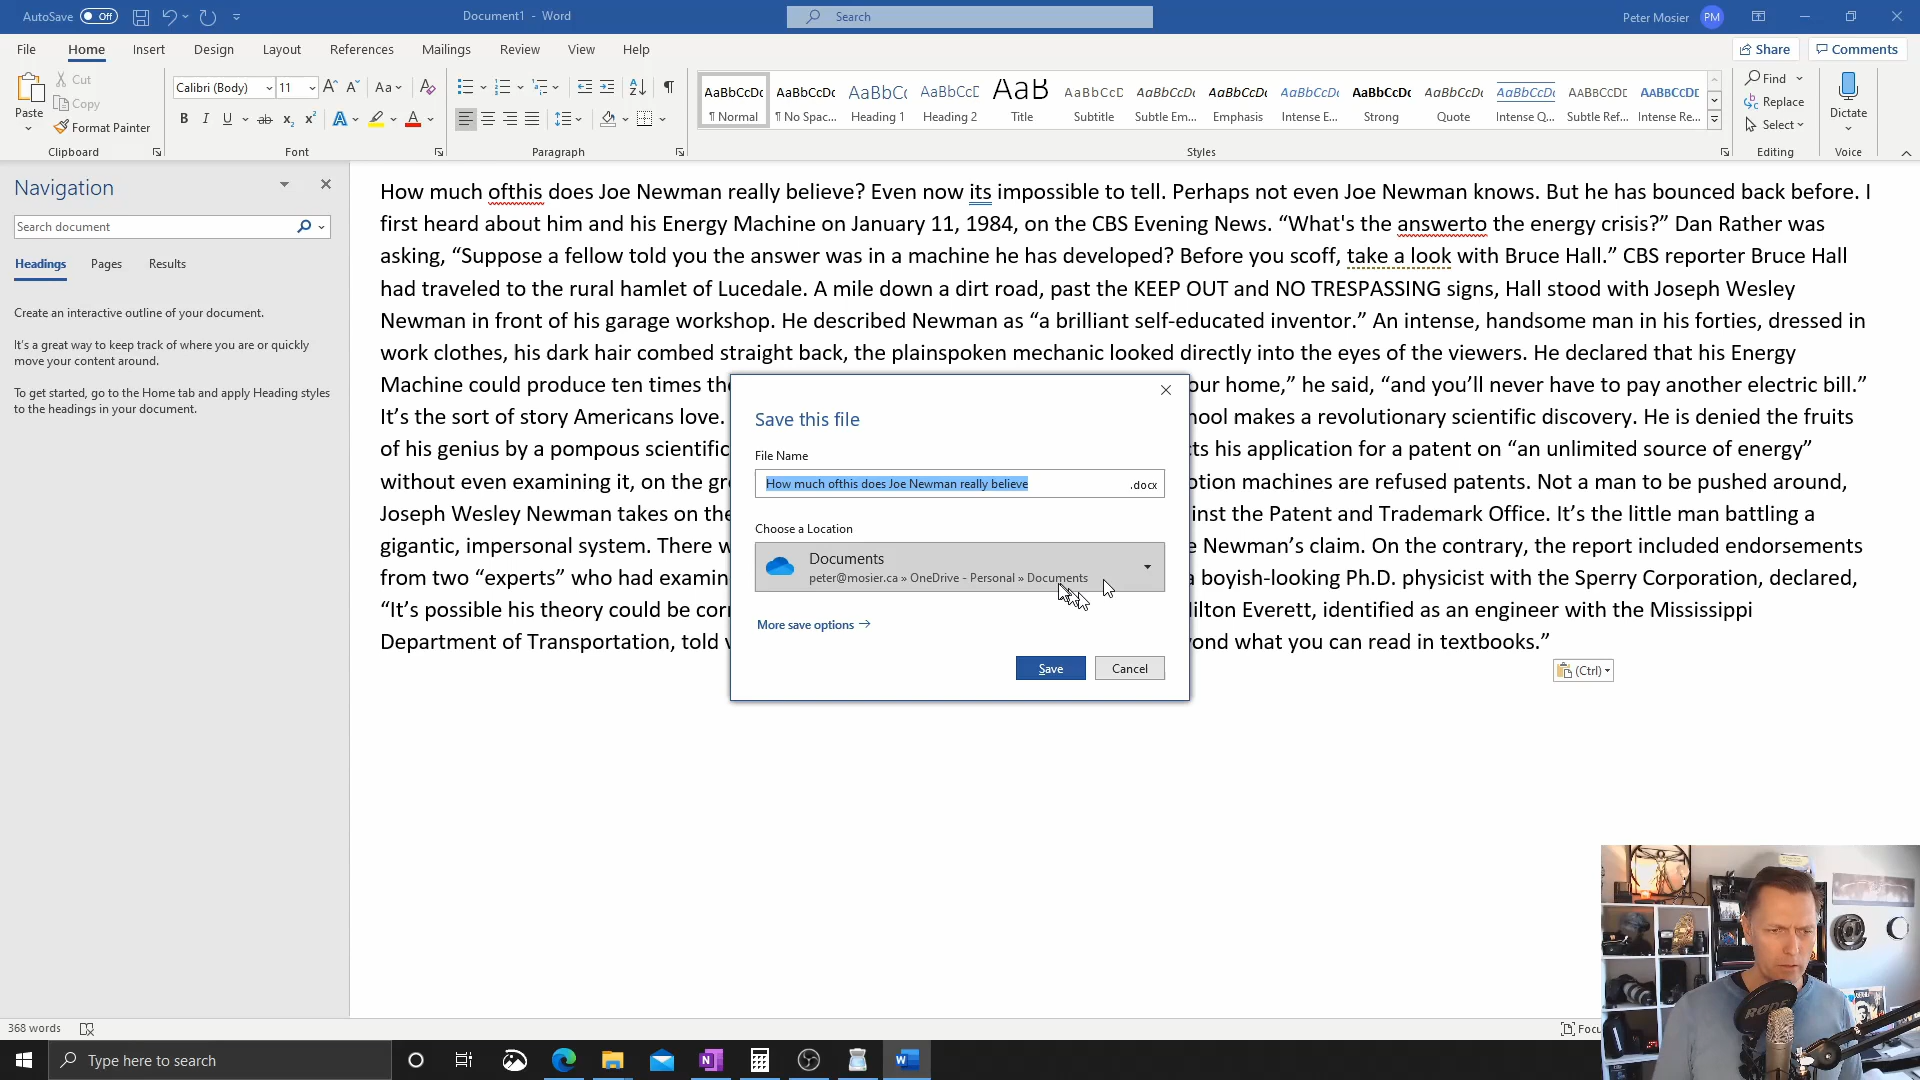 AutoSave Off Document1 - Word Search Peter Mosier PM
File Home Insert Design Layout References Mailings Review View Help Share Comments
Paste Cut Copy Format Painter
Calibri (Body) 11 Aa
AaBbCcDc AaBbCcDc AaBbCc AaBbCcC AaB AaBbCcC AaBbCcDc AaBbCcDc AaBbCcDc AaBbCcDc AaBbCcDc AaBbCcDc AaBbCcDc AaBbCcDc
¶ Normal ¶ No Spac... Heading 1 Heading 2 Title Subtitle Subtle Em... Emphasis Intense E... Strong Quote Intense Q... Subtle Ref... Intense Re...
Find Replace Select Dictate
Clipboard Font Paragraph Styles Editing Voice
Navigation
Search document
Headings Pages Results
Create an interactive outline of your document.
It's a great way to keep track of where you are or quickly
move your content around.
To get started, go to the Home tab and apply Heading styles
to the headings in your document.
How much ofthis does Joe Newman really believe? Even now its impossible to tell. Perhaps not even Joe Newman knows. But he has bounced back before. I
first heard about him and his Energy Machine on January 11, 1984, on the CBS Evening News. “What's the answerto the energy crisis?” Dan Rather was
asking, “Suppose a fellow told you the answer was in a machine he has developed? Before you scoff, take a look with Bruce Hall.” CBS reporter Bruce Hall
had traveled to the rural hamlet of Lucedale. A mile down a dirt road, past the KEEP OUT and NO TRESPASSING signs, Hall stood with Joseph Wesley
Newman in front of his garage workshop. He described Newman as “a brilliant self-educated inventor.” An intense, handsome man in his forties, dressed in
work clothes, his dark hair combed straight back, the plainspoken mechanic looked directly into the eyes of the viewers. He declared that his Energy
Machine could produce ten times the our home,” he said, “and you’ll never have to pay another electric bill.”
It’s the sort of story Americans love. hool makes a revolutionary scientific discovery. He is denied the fruits
of his genius by a pompous scientific ts his application for a patent on “an unlimited source of energy”
without even examining it, on the gr otion machines are refused patents. Not a man to be pushed around,
Joseph Wesley Newman takes on the inst the Patent and Trademark Office. It’s the little man battling a
gigantic, impersonal system. There w e Newman’s claim. On the contrary, the report included endorsements
from two “experts” who had examin a boyish-looking Ph.D. physicist with the Sperry Corporation, declared,
“It’s possible his theory could be corr ilton Everett, identified as an engineer with the Mississippi
Department of Transportation, told v ond what you can read in textbooks.”
(Ctrl)
Save this file
File Name
How much ofthis does Joe Newman really believe .docx
Choose a Location
Documents
peter@mosier.ca » OneDrive - Personal » Documents
More save options
Save Cancel
368 words Focu
Type here to search
RODE